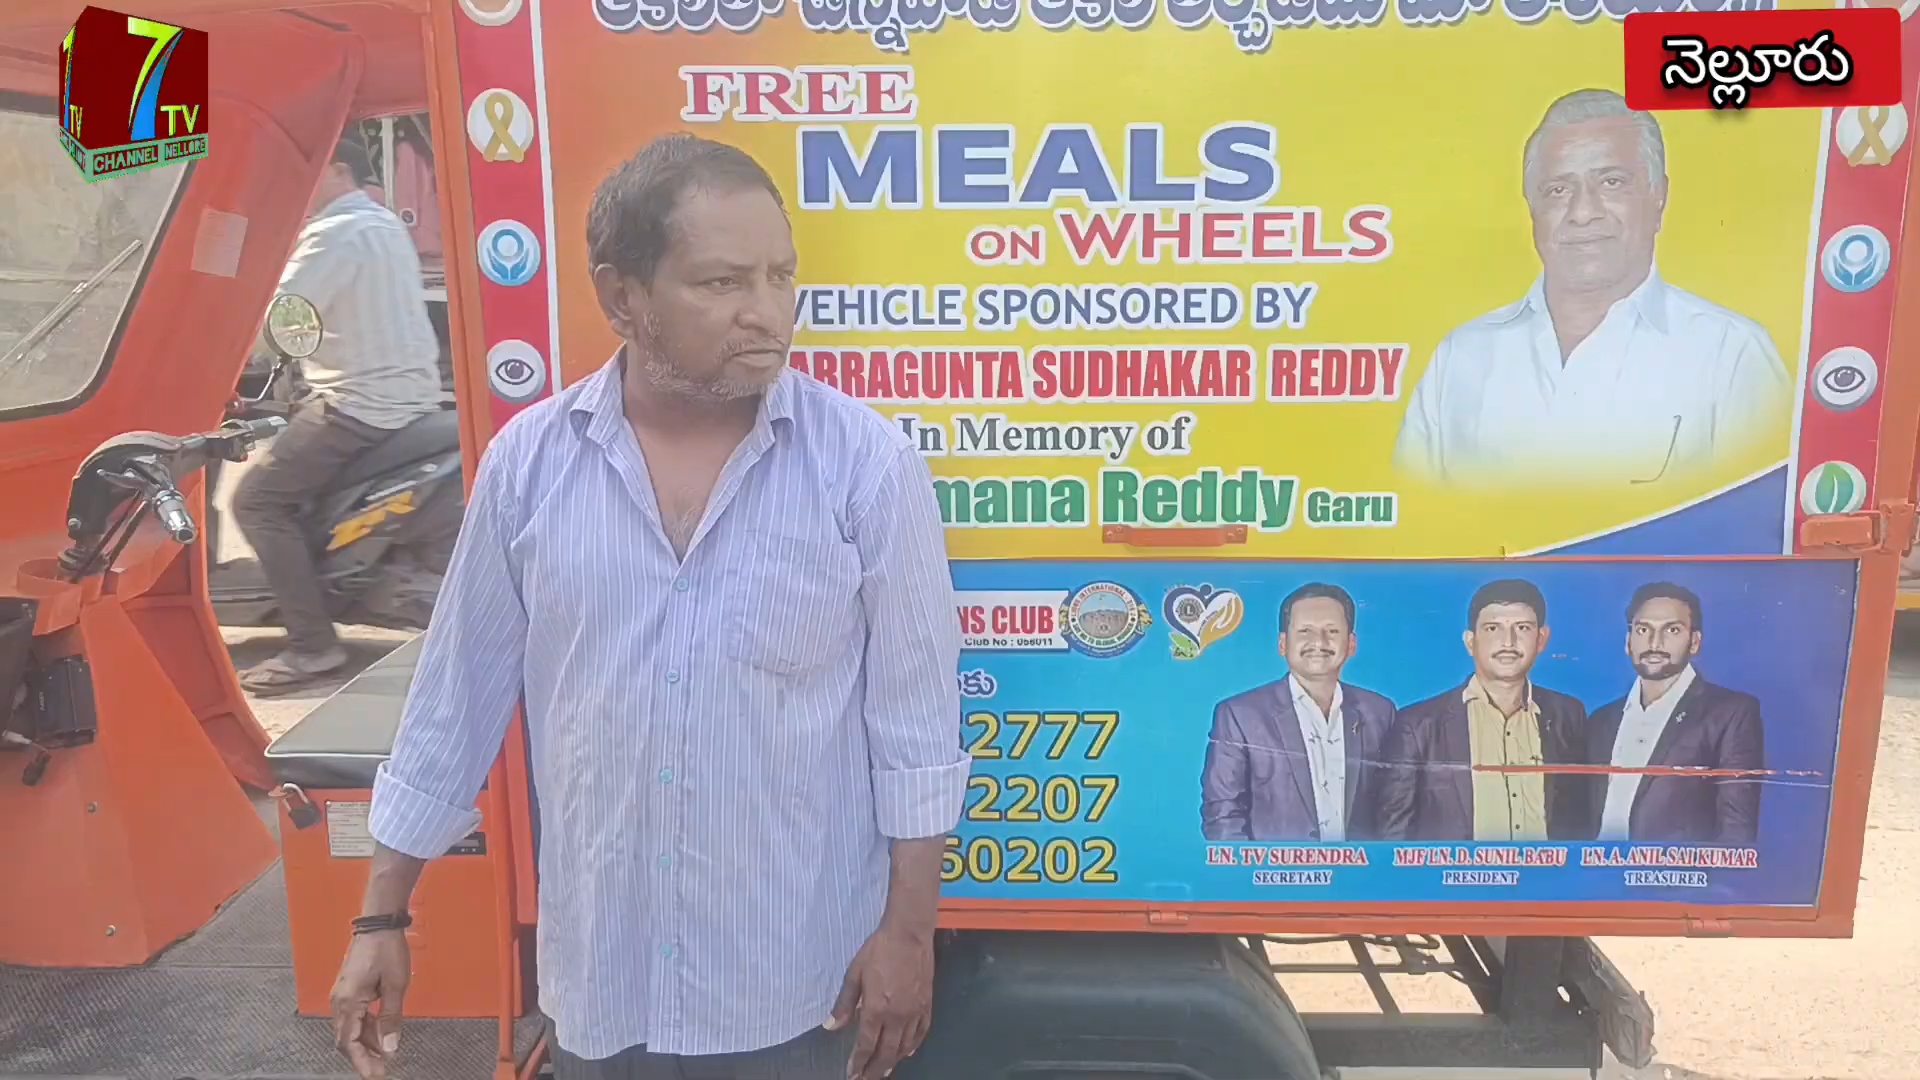 7
TV
TV
CHANNEL NELLORE
నెల్లూరు
FREE
MEALS
ON WHEELS
VEHICLE SPONSORED BY
ARRAGUNTA SUDHAKAR REDDY
In Memory of
mana Reddy Garu
NS CLUB
Club No : 056011
కు
2777
2207
60202
LN. TV SURENDRA
SECRETARY
MJF LN. D. SUNIL BABU
PRESIDENT
LN. A. ANIL SAI KUMAR
TREASURER